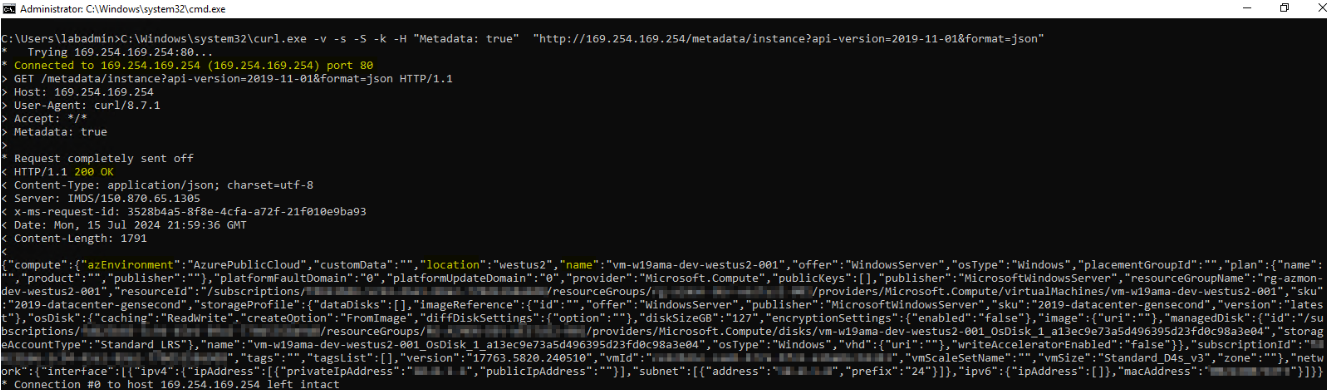 Administrator: C:\Windows\system32\cmd.exe
C:\Users\labadmin>C:\Windows\system32\curl.exe -v -s -S -k -H "Metadata: true"  "http://169.254.169.254/metadata/instance?api-version=2019-11-01&format=json"
*   Trying 169.254.169.254:80...
* Connected to 169.254.169.254 (169.254.169.254) port 80
> GET /metadata/instance?api-version=2019-11-01&format=json HTTP/1.1
> Host: 169.254.169.254
> User-Agent: curl/8.7.1
> Accept: */*
> Metadata: true
>
* Request completely sent off
< HTTP/1.1 200 OK
< Content-Type: application/json; charset=utf-8
< Server: IMDS/150.870.65.1305
< x-ms-request-id: 3528b4a5-8f8e-4cfa-a72f-21f010e9ba93
< Date: Mon, 15 Jul 2024 21:59:36 GMT
< Content-Length: 1791
<
{"compute":{"azEnvironment":"AzurePublicCloud","customData":"","location":"westus2","name":"vm-w19ama-dev-westus2-001","offer":"WindowsServer","osType":"Windows","placementGroupId":"","plan":{"name":
"","product":"","publisher":""},"platformFaultDomain":"0","platformUpdateDomain":"0","provider":"Microsoft.Compute","publicKeys":[],"publisher":"MicrosoftWindowsServer","resourceGroupName":"rg-azmon-
dev-westus2-001","resourceId":"/subscriptions/ /resourceGroups/ /providers/Microsoft.Compute/virtualMachines/vm-w19ama-dev-westus2-001","sku"
:"2019-datacenter-gensecond","storageProfile":{"dataDisks":[],"imageReference":{"id":"","offer":"WindowsServer","publisher":"MicrosoftWindowsServer","sku":"2019-datacenter-gensecond","version":"lates
t"},"osDisk":{"caching":"ReadWrite","createOption":"FromImage","diffDiskSettings":{"option":""},"diskSizeGB":"127","encryptionSettings":{"enabled":"false"},"image":{"uri":""},"managedDisk":{"id":"/su
bscriptions/ /resourceGroups/ /providers/Microsoft.Compute/disks/vm-w19ama-dev-westus2-001_OsDisk_1_a13ec9e73a5d496395d23fd0c98a3e04","storag
eAccountType":"Standard_LRS"},"name":"vm-w19ama-dev-westus2-001_OsDisk_1_a13ec9e73a5d496395d23fd0c98a3e04","osType":"Windows","vhd":{"uri":""},"writeAcceleratorEnabled":"false"}},"subscriptionId":"
","tags":"","tagsList":[],"version":"17763.5820.240510","vmId":" ","vmScaleSetName":"","vmSize":"Standard_D4s_v3","zone":""},"netw
ork":{"interface":[{"ipv4":{"ipAddress":[{"privateIpAddress":" ","publicIpAddress":""}],"subnet":[{"address":" ","prefix":"24"}]},"ipv6":{"ipAddress":[]},"macAddress":" "}]}}
* Connection #0 to host 169.254.169.254 left intact